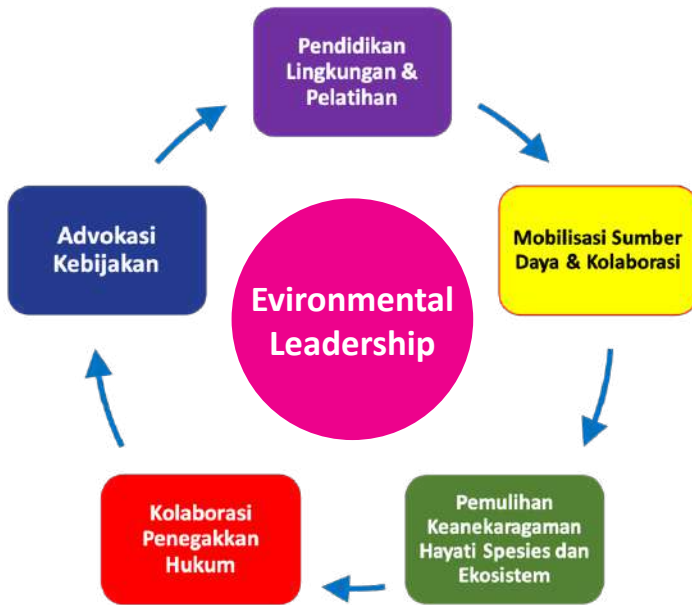 Pendidikan
Lingkungan &
Pelatihan
Mobilisasi Sumber
Daya & Kolaborasi
Pemulihan
Keanekaragaman
Hayati Spesies dan
Ekosistem
Kolaborasi
Penegakkan
Hukum
Advokasi
Kebijakan
Evironmental
Leadership